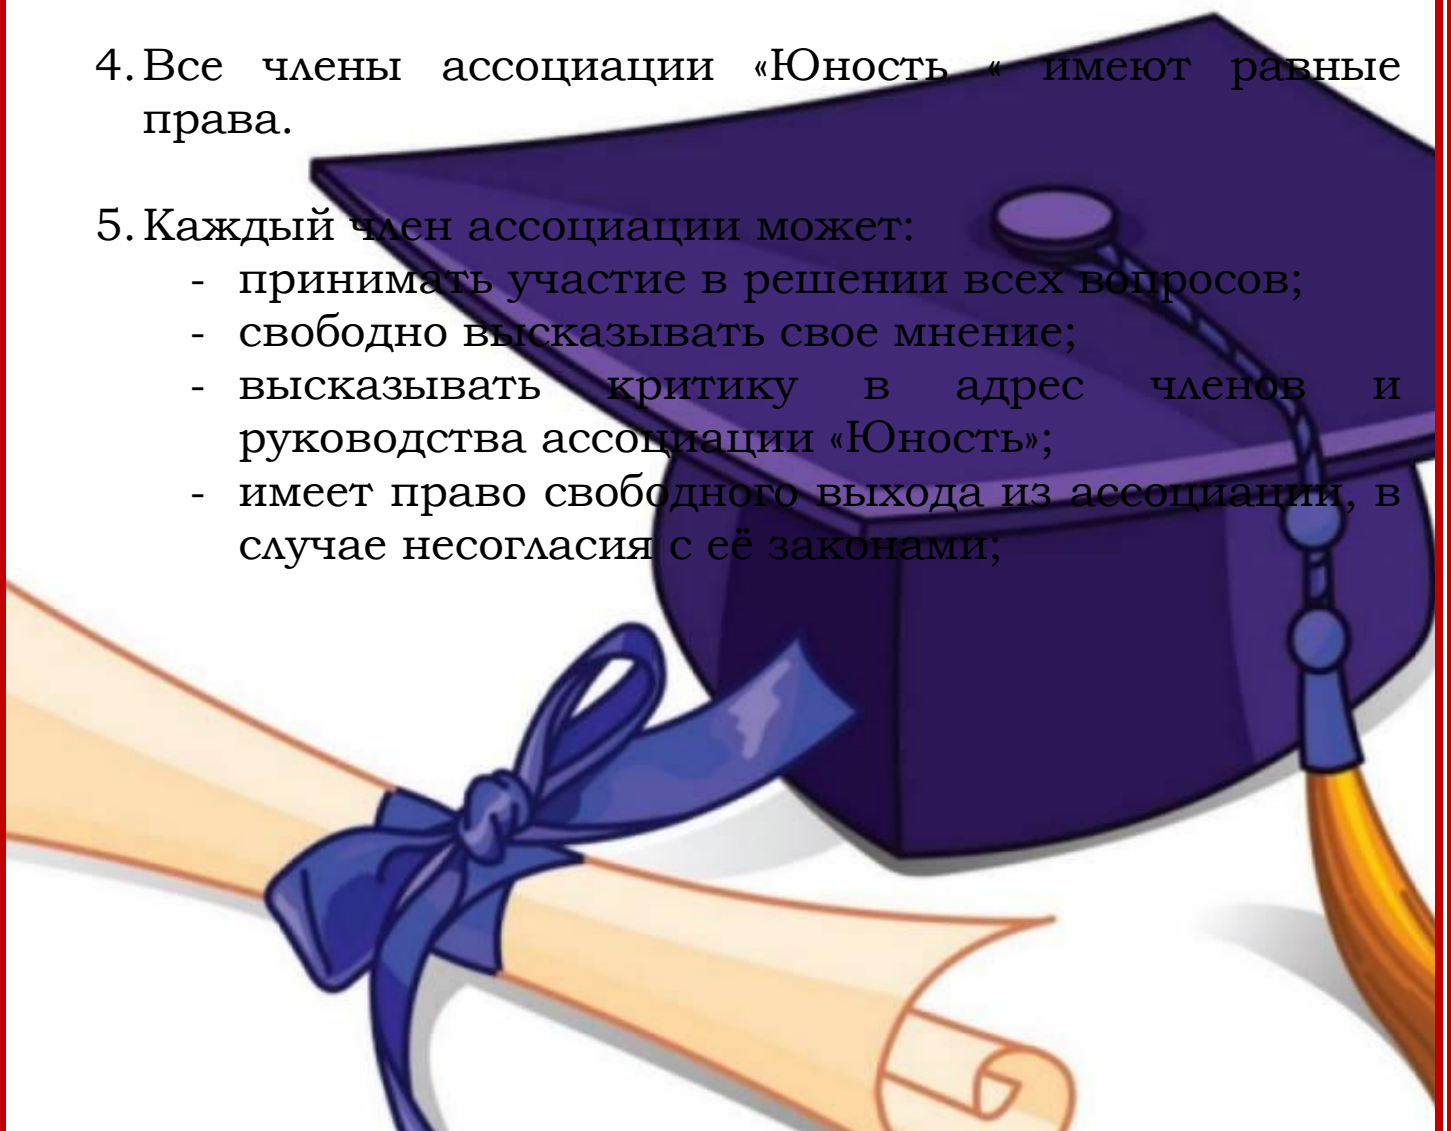 4. Все члены ассоциации «Юность « имеют равные
права.
5. Каждый член ассоциации может:
- принимать участие в решении всех вопросов;
- свободно высказывать свое мнение;
- высказывать критику в адрес членов и
руководства ассоциации «Юность»;
- имеет право свободного выхода из ассоциации, в
случае несогласия с её законами;